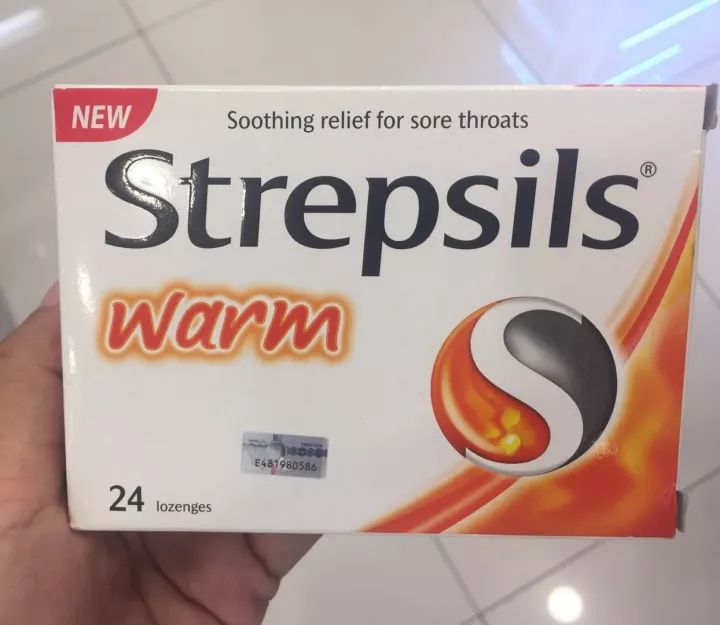 NEW
Soothing relief for sore throats
Strepsils®
warm
E481980586
24 lozenges